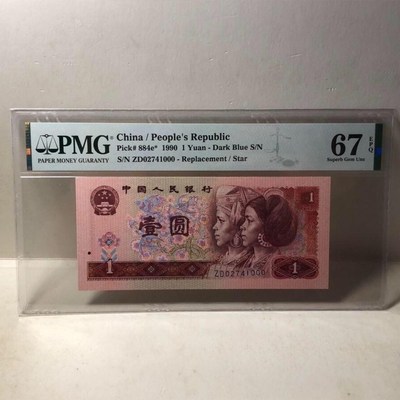 PMG
PAPER MONEY GUARANTY
China / People's Republic
Pick# 884e* 1990 1 Yuan - Dark Blue S/N
S/N ZD02741000 - Replacement / Star
67 EPQ
Superb Gem Unc
中国人民银行
1
壹圆
1
ZD02741000
1